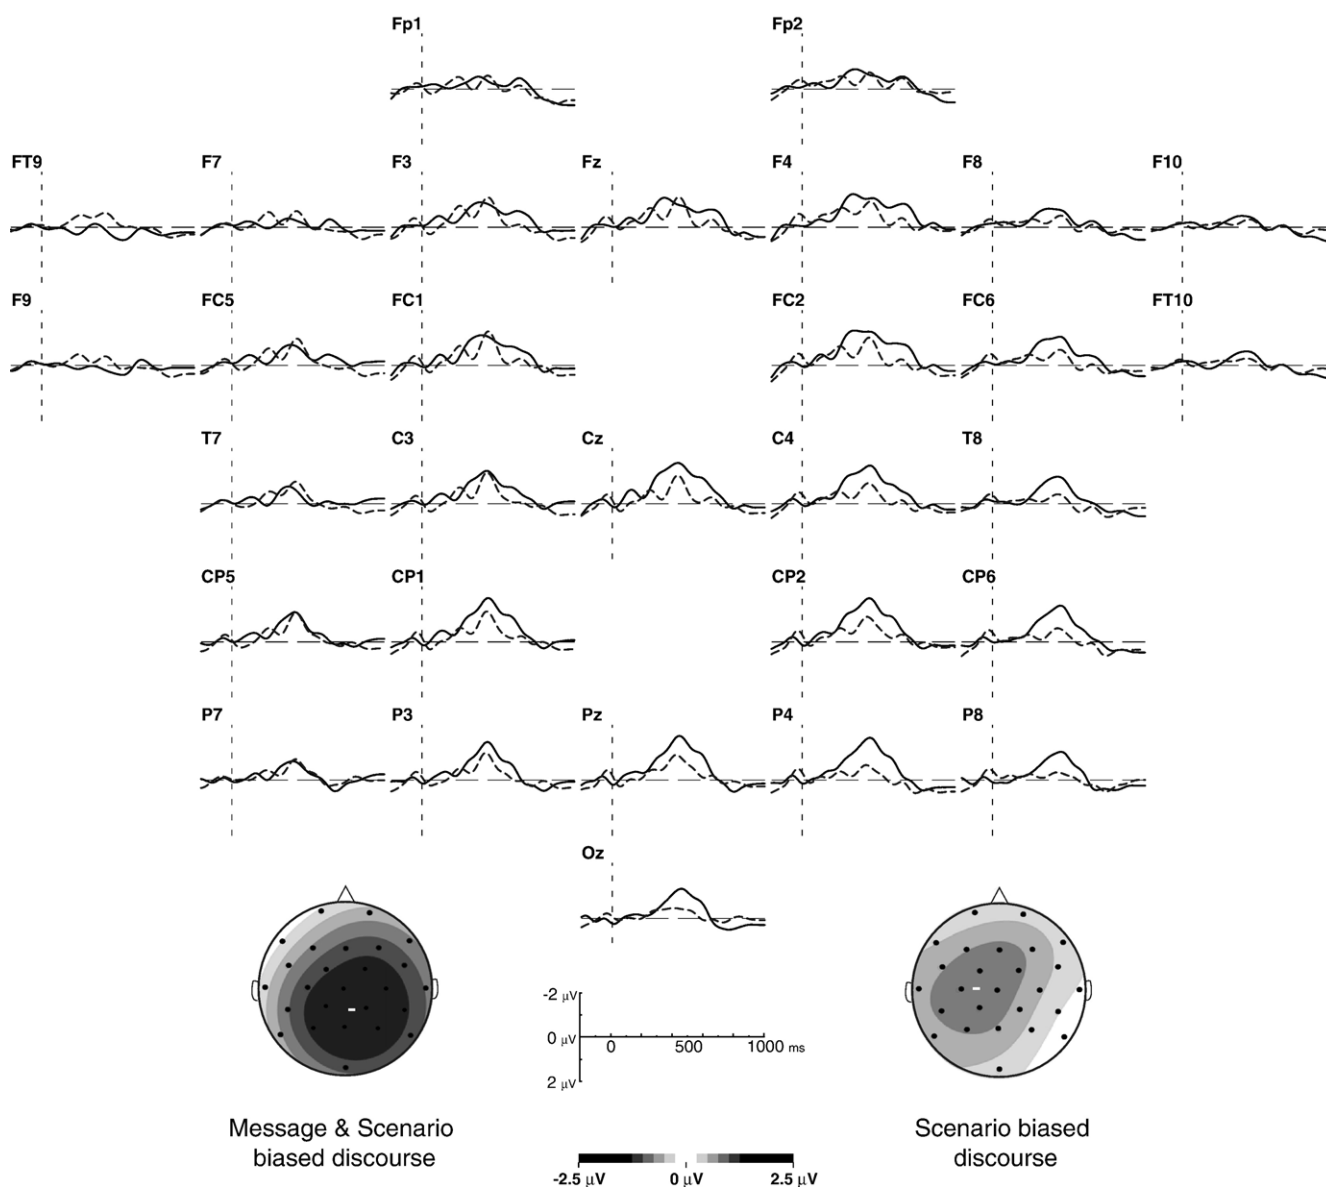 Fp1 Fp2
FT9 F7 F3 Fz F4 F8 F10
F9 FC5 FC1 FC2 FC6 FT10
T7 C3 Cz C4 T8
CP5 CP1 CP2 CP6
P7 P3 Pz P4 P8
Oz
-2 μV
0 μV
2 μV
0 500 1000 ms
Message & Scenario
biased discourse
Scenario biased
discourse
-2.5 μV 0 μV 2.5 μV